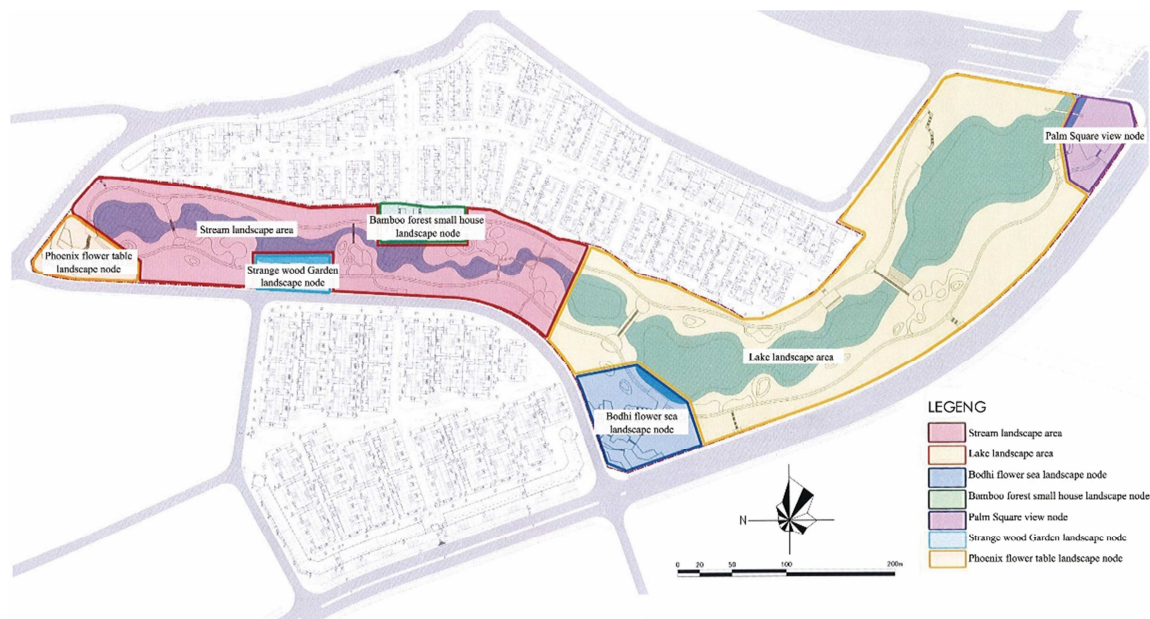 Palm Square view node
Stream landscape area
Bamboo forest small house
landscape node
Phoenix flower table
landscape node
Strange wood Garden
landscape node
Lake landscape area
Bodhi flower sea
landscape node
LEGENG
Stream landscape area
Lake landscape area
Bodhi flower sea landscape node
Bamboo forest small house landscape node
Palm Square view node
Strange wood Garden landscape node
Phoenix flower table landscape node
N
0 20 50 100 200m